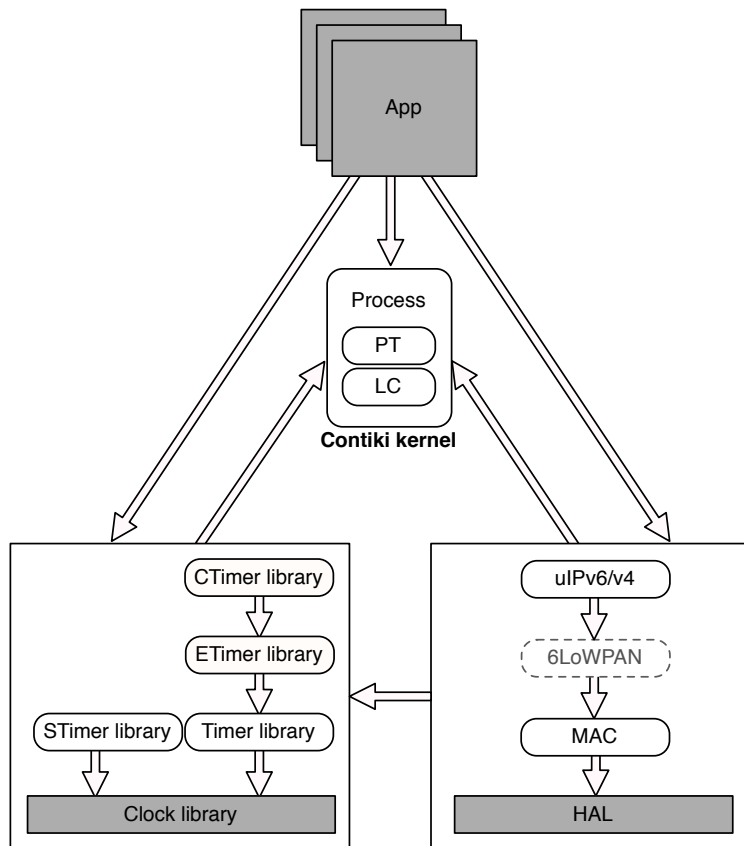 App
Process
PT
LC
Contiki kernel
CTimer library
ETimer library
STimer library
Timer library
Clock library
uIPv6/v4
6LoWPAN
MAC
HAL